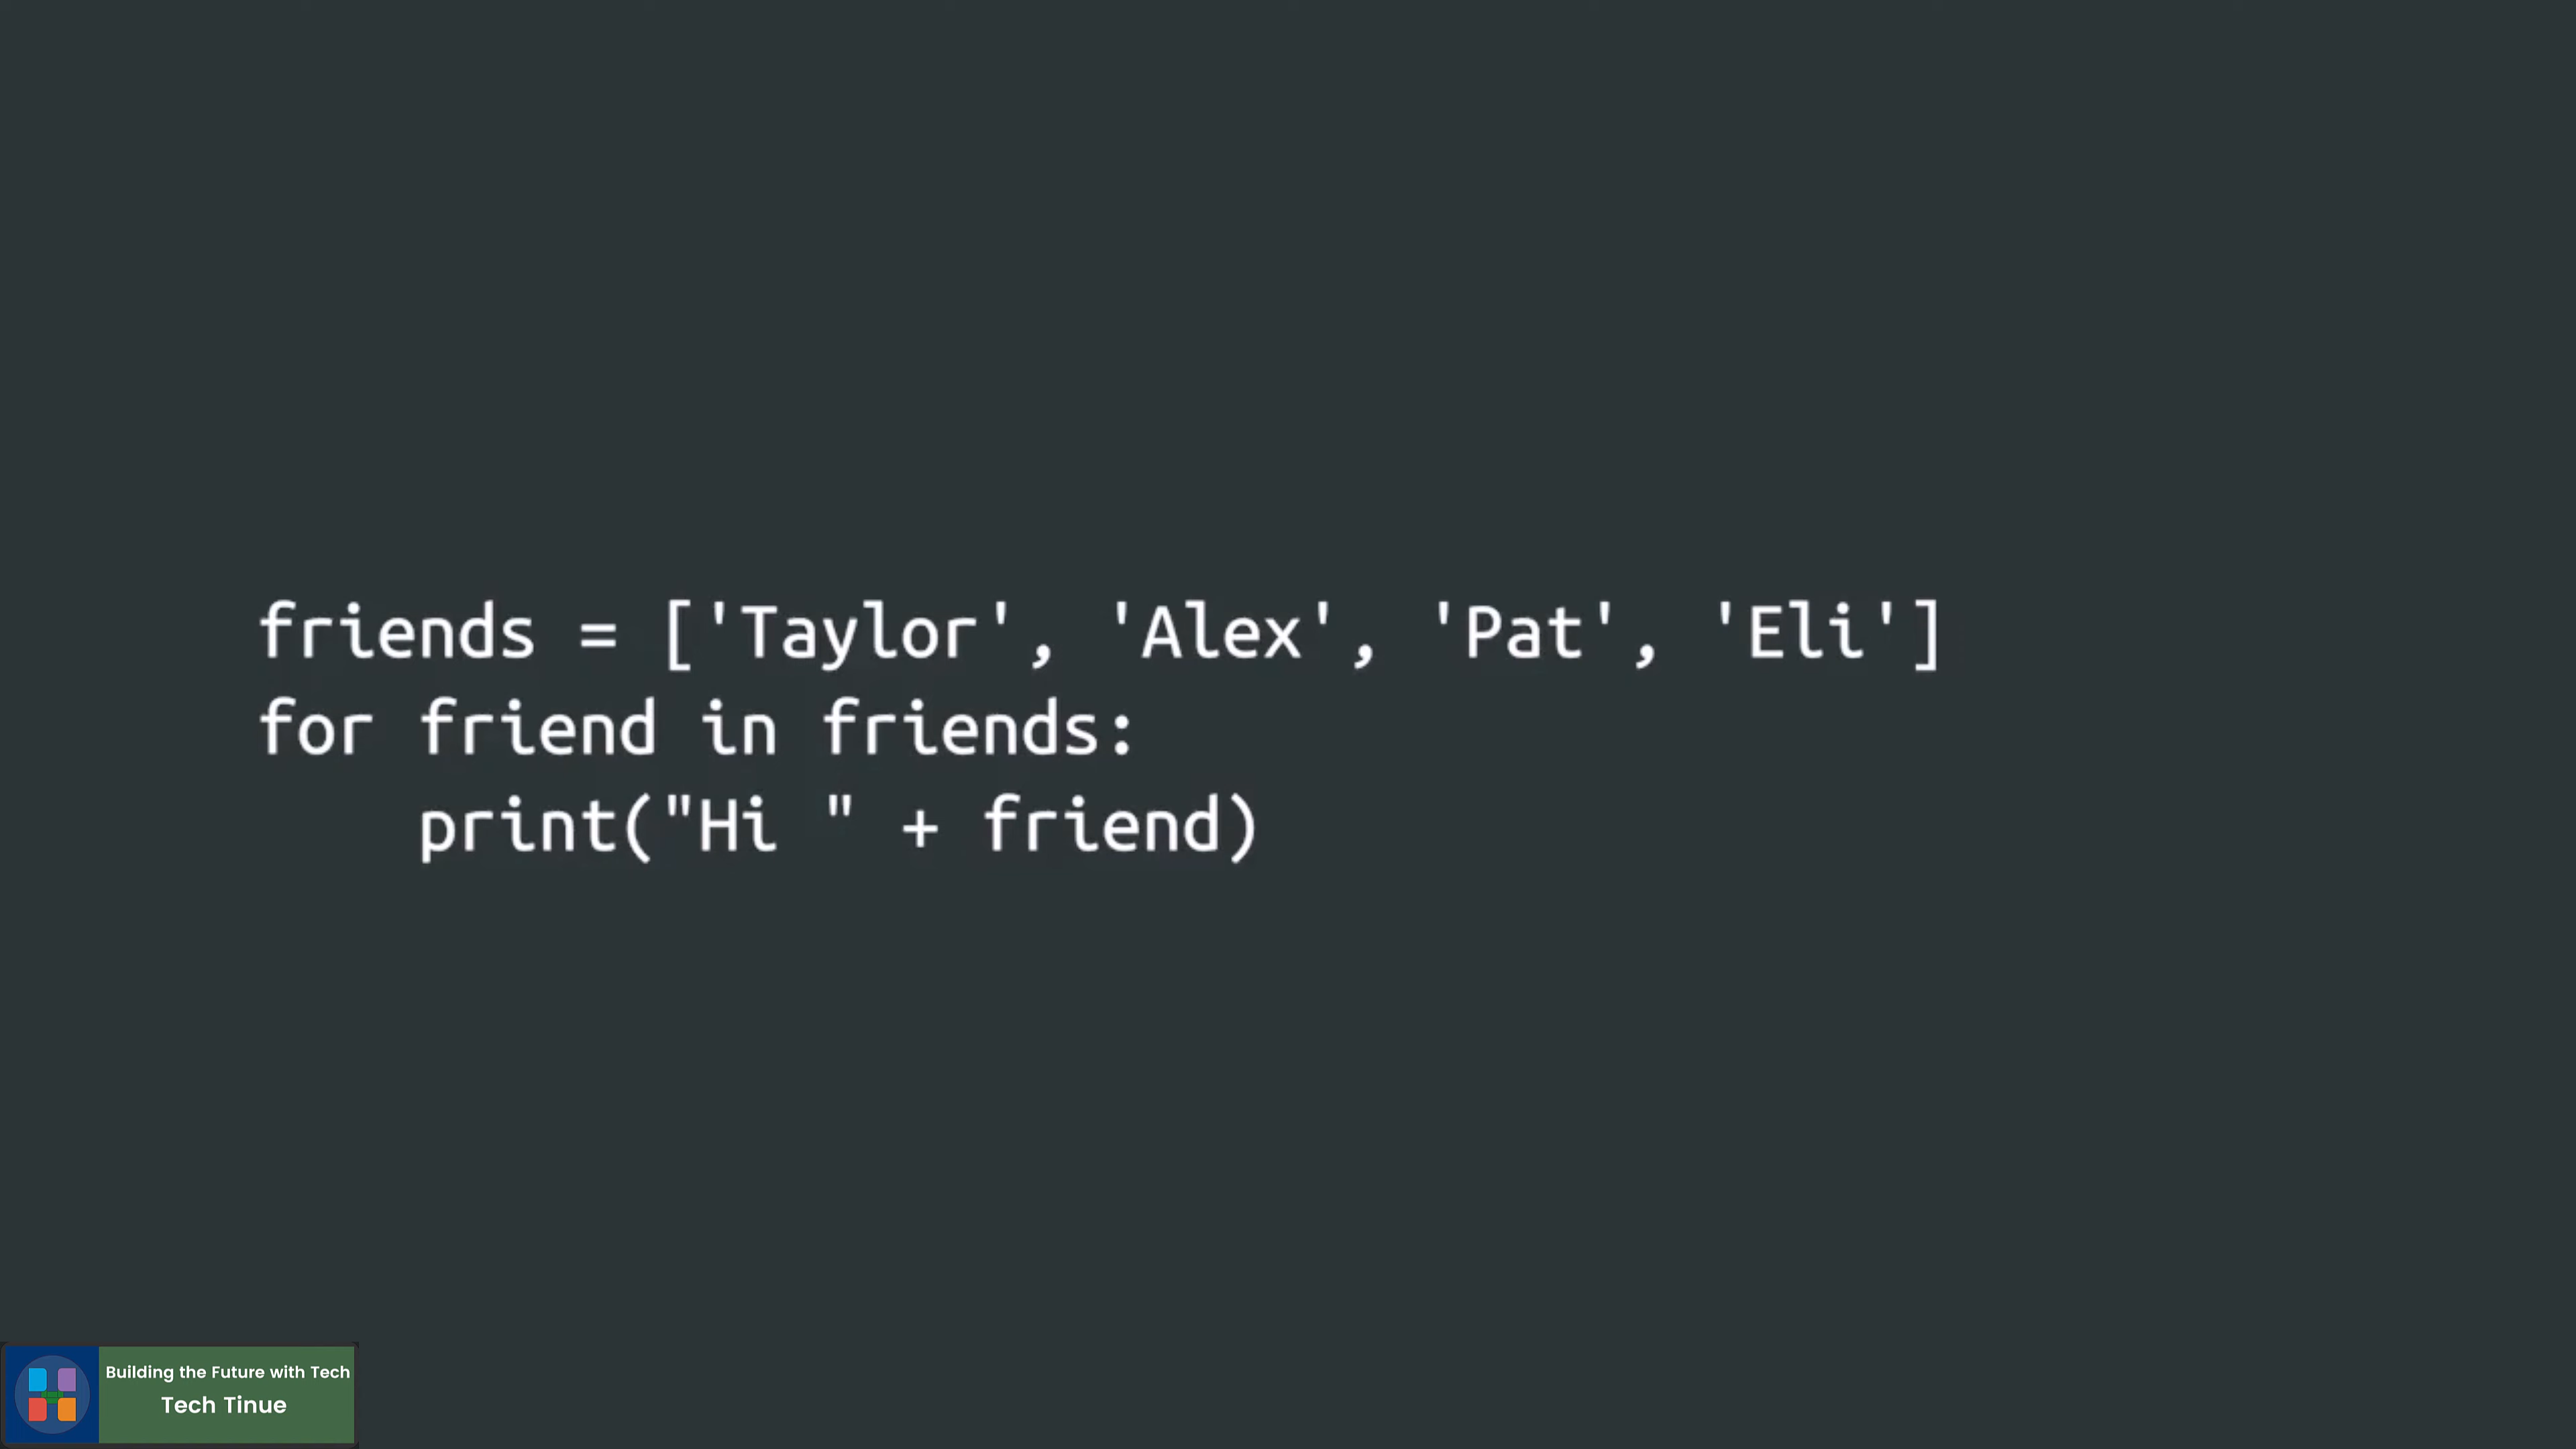 friends = ['Taylor', 'Alex', 'Pat', 'Eli']
for friend in friends:
    print("Hi " + friend)
Building the Future with Tech
Tech Tinue